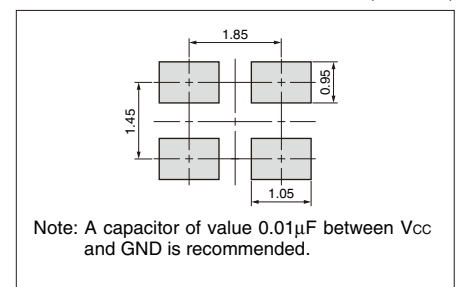 1.85
0.95
1.45
1.05
Note: A capacitor of value 0.01μF between Vcc
and GND is recommended.